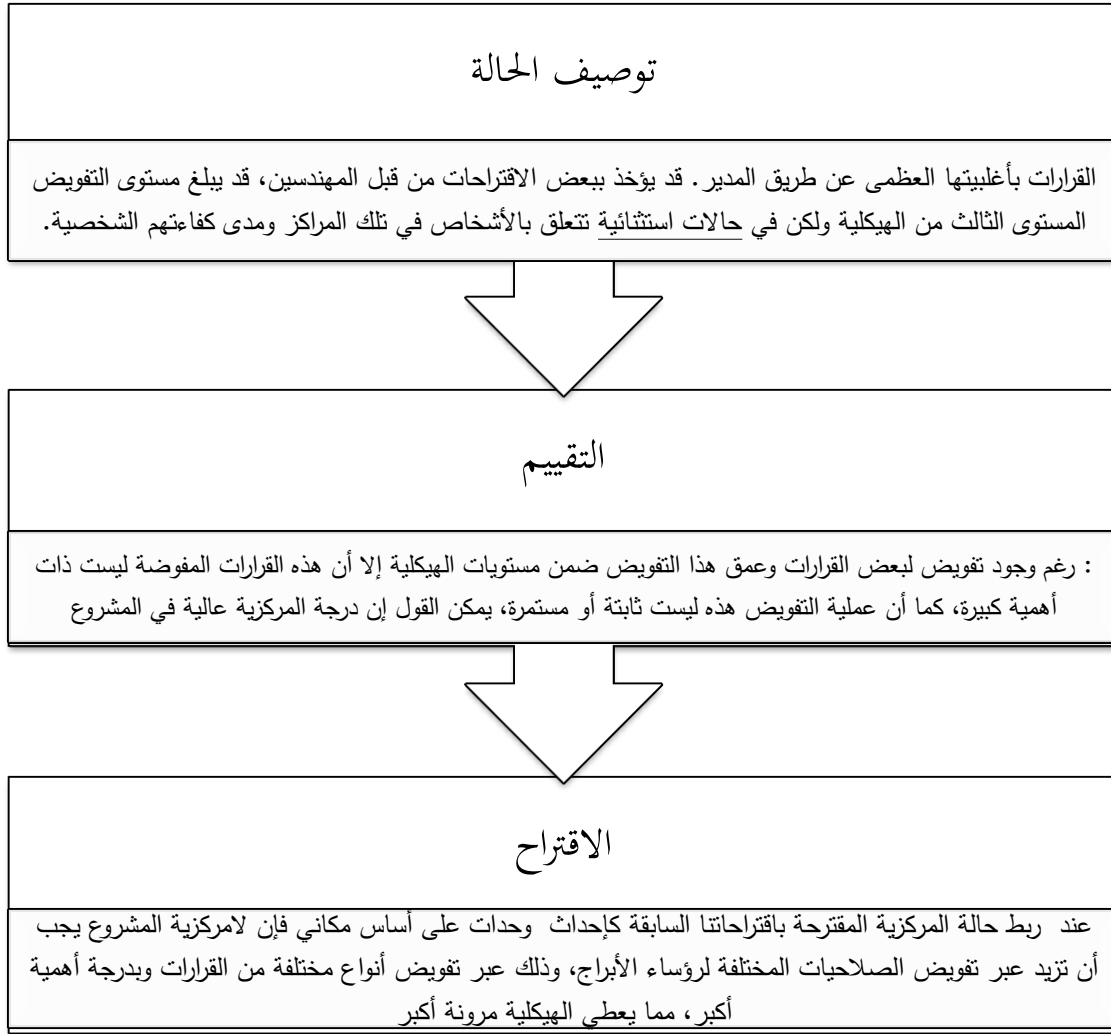 توصيف الحالة
القرارات بأغلبيتها العظمى عن طريق المدير. قد يؤخذ ببعض الاقتراحات من قبل المهندسين، قد يبلغ مستوى التفويض
المستوى الثالث من الهيكلية ولكن في حالات استثنائية تتعلق بالأشخاص في تلك المراكز ومدى كفاءتهم الشخصية.
التقييم
: رغم وجود تفويض لبعض القرارات وعمق هذا التفويض ضمن مستويات الهيكلية إلا أن هذه القرارات المفوضة ليست ذات
أهمية كبيرة، كما أن عملية التفويض هذه ليست ثابتة أو مستمرة، يمكن القول إن درجة المركزية عالية في المشروع
الاقتراح
عند ربط حالة المركزية المقترحة باقتراحاتنا السابقة كإحداث وحدات على أساس مكاني فإن لامركزية المشروع يجب
أن تزيد عبر تفويض الصلاحيات المختلفة لرؤساء الأبراج، وذلك عبر تفويض أنواع مختلفة من القرارات وبدرجة أهمية
أكبر، مما يعطي الهيكلية مرونة أكبر